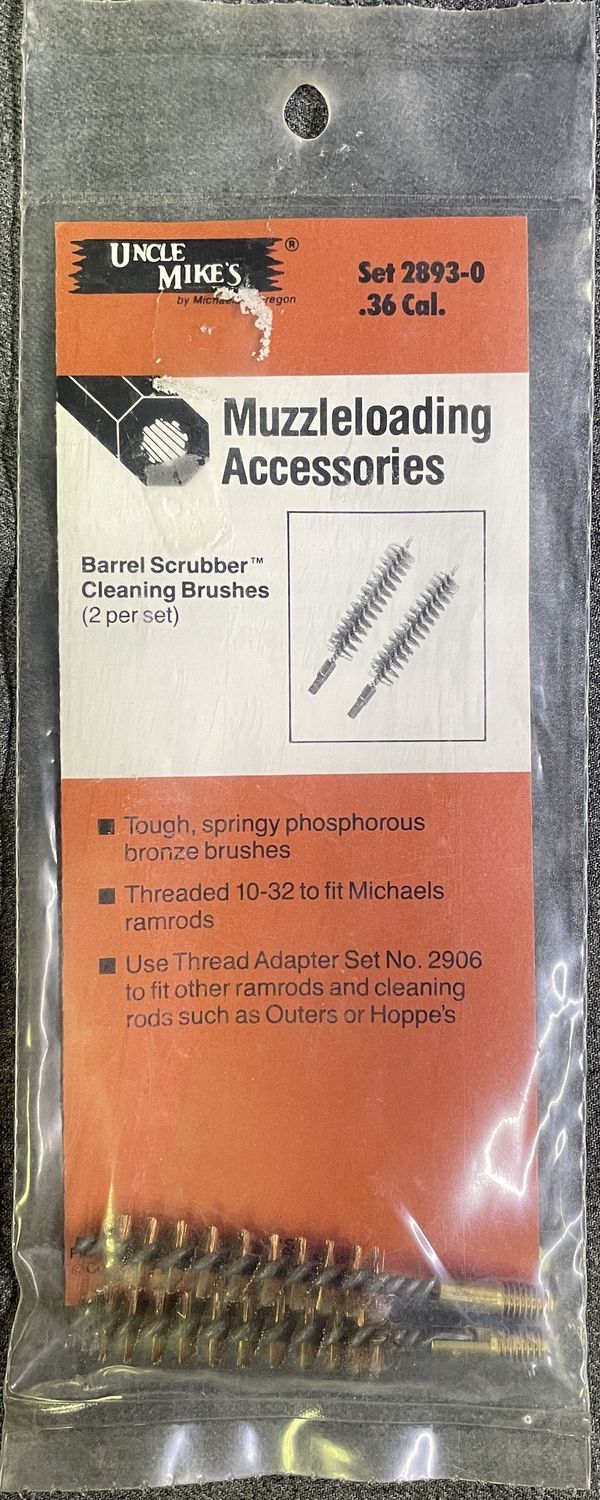 UNCLE
MIKE'S ®
by Michaels Oregon
Set 2893-0
.36 Cal.
Muzzleloading
Accessories
Barrel Scrubber™
Cleaning Brushes
(2 per set)
■ Tough, springy phosphorous
bronze brushes
■ Threaded 10-32 to fit Michaels
ramrods
■ Use Thread Adapter Set No. 2906
to fit other ramrods and cleaning
rods such as Outers or Hoppe's